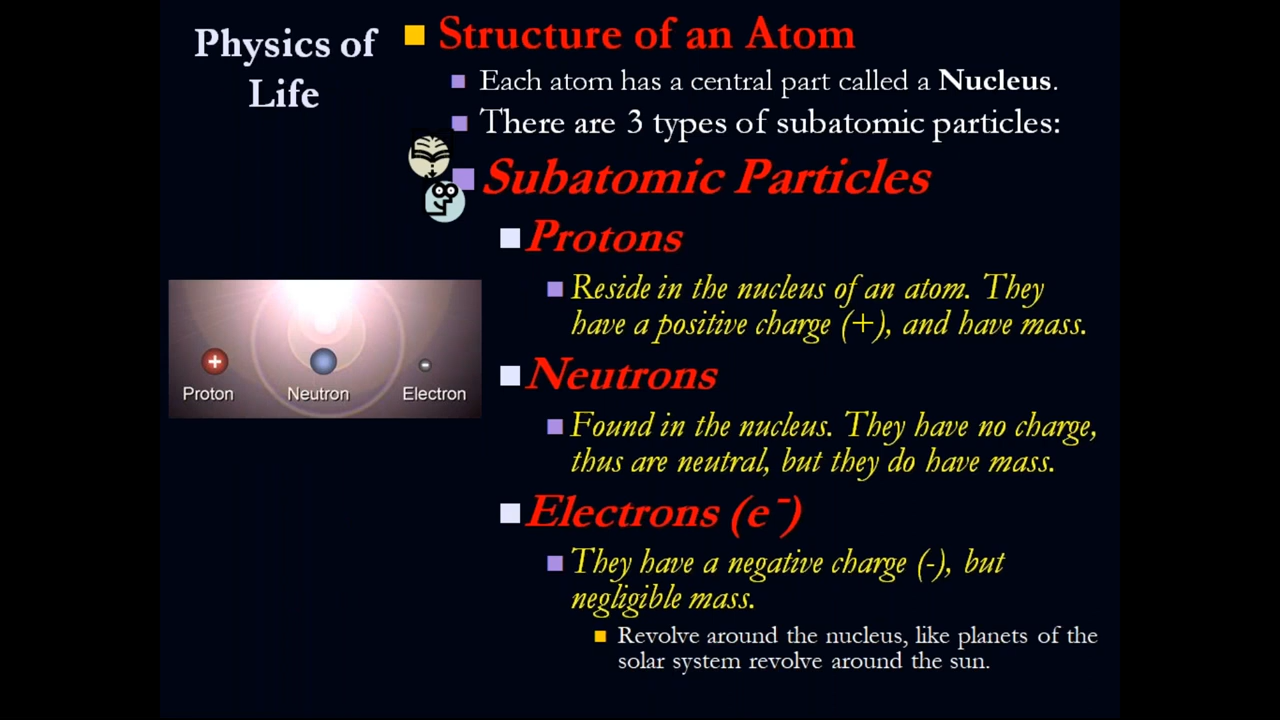 Physics of
Life
Structure of an Atom
Each atom has a central part called a Nucleus.
There are 3 types of subatomic particles:
Subatomic Particles
Protons
Reside in the nucleus of an atom. They
have a positive charge (+), and have mass.
Neutrons
Found in the nucleus. They have no charge,
thus are neutral, but they do have mass.
Electrons (e⁻)
They have a negative charge (-), but
negligible mass.
Revolve around the nucleus, like planets of the
solar system revolve around the sun.
+ -
Proton Neutron Electron